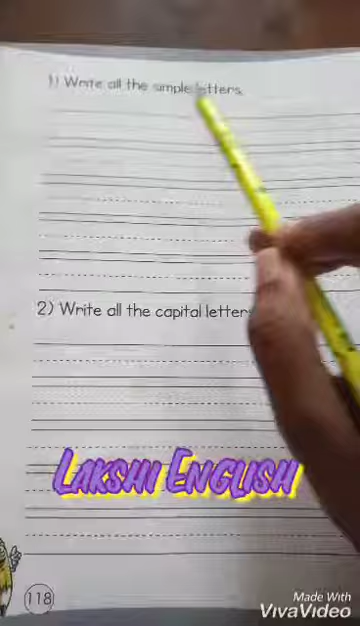 1) Write all the simple letters.
2) Write all the capital letters
LAKSHI ENGLISH
118
Made With
VivaVideo